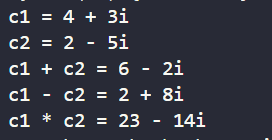 c1 = 4 + 3i
c2 = 2 - 5i
c1 + c2 = 6 - 2i
c1 - c2 = 2 + 8i
c1 * c2 = 23 - 14i